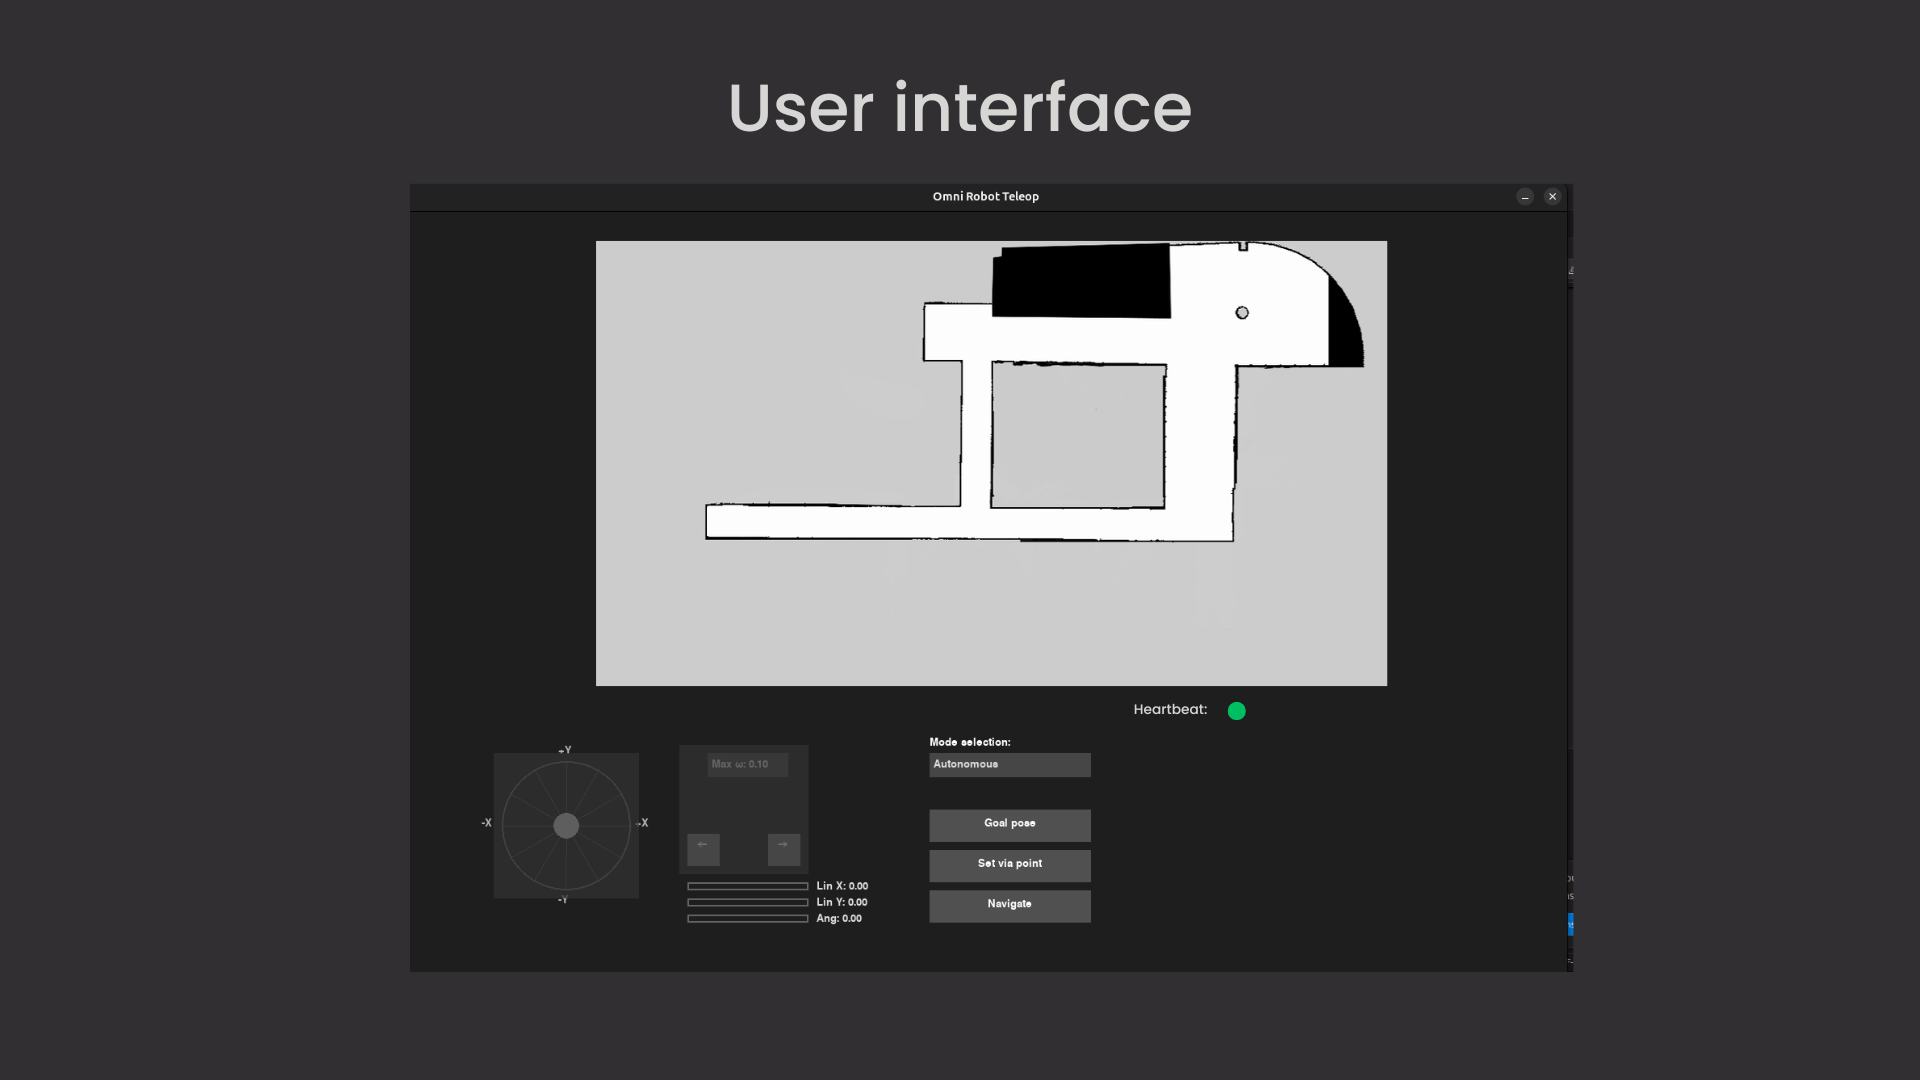 User interface
Omni Robot Teleop
Heartbeat:
Mode selection:
Autonomous
Goal pose
Set via point
Navigate
+Y
-X
-X
-Y
Max ω: 0.10
←
→
Lin X: 0.00
Lin Y: 0.00
Ang: 0.00